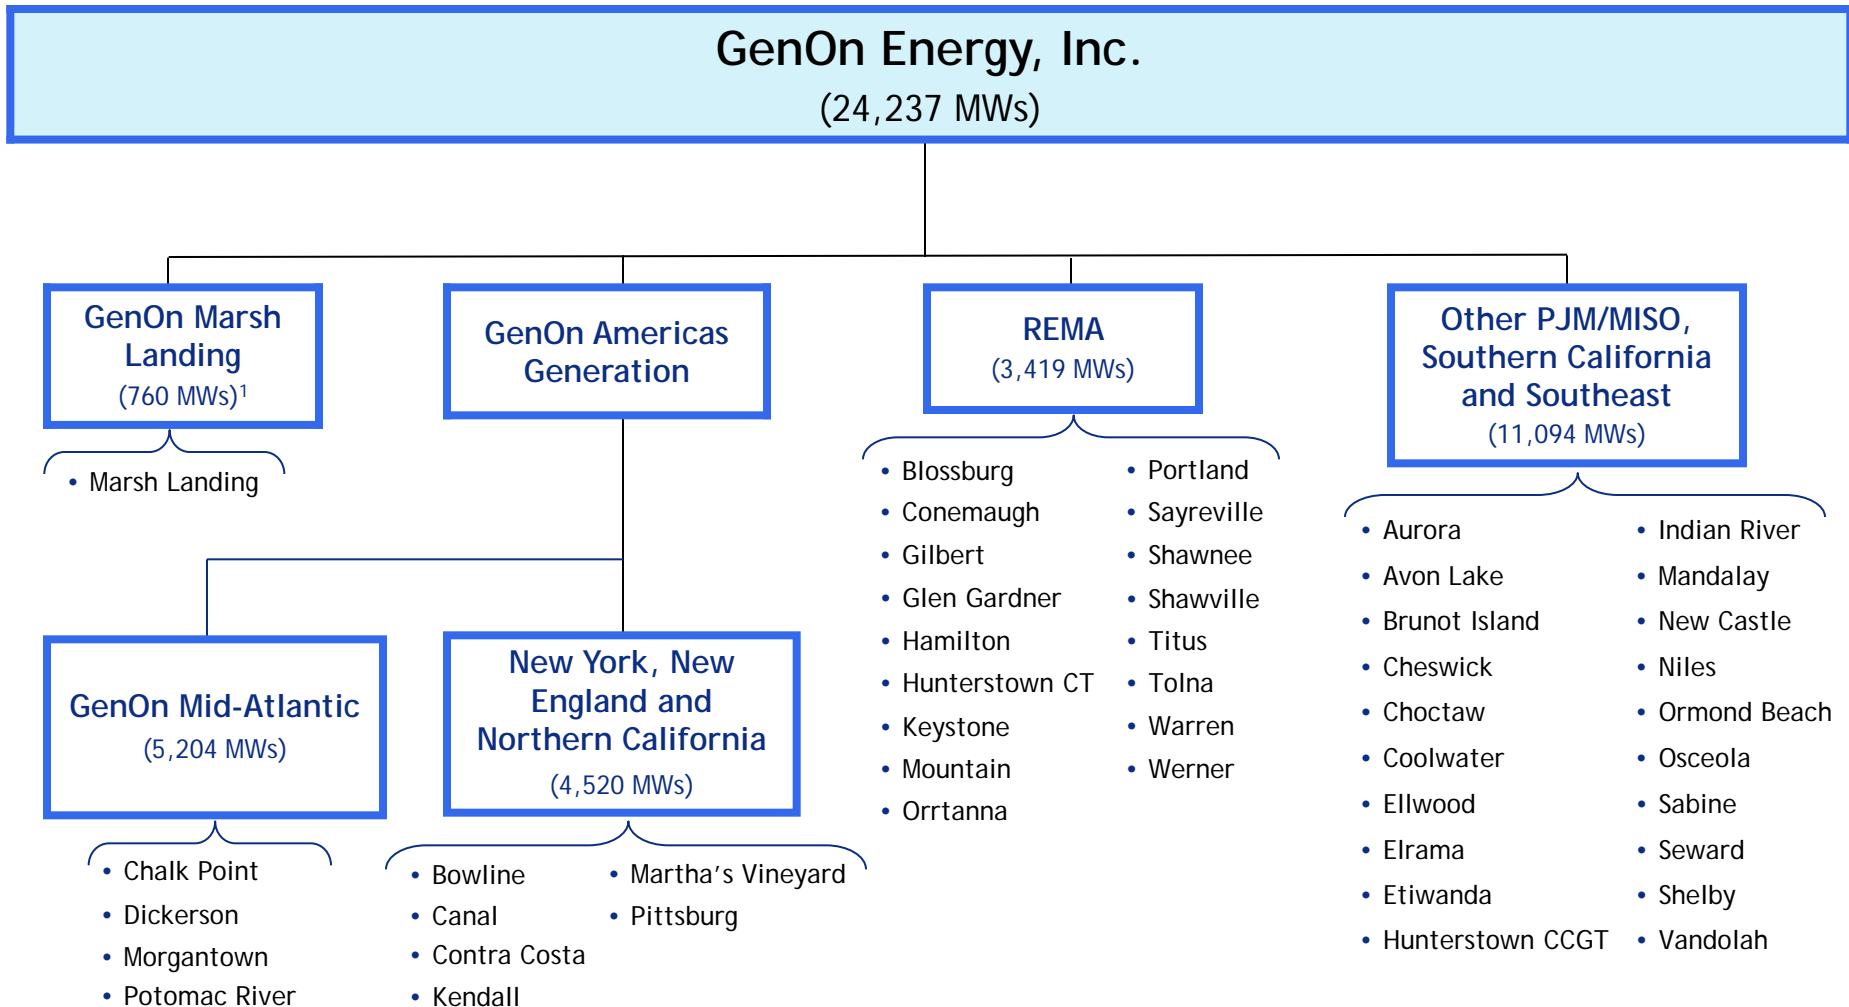 GenOn Energy, Inc.
(24,237 MWs)
GenOn Marsh
Landing
(760 MWs)¹
• Marsh Landing
GenOn Americas
Generation
REMA
(3,419 MWs)
• Blossburg
• Conemaugh
• Gilbert
• Glen Gardner
• Hamilton
• Hunterstown CT
• Keystone
• Mountain
• Orrtanna
• Portland
• Sayreville
• Shawnee
• Shawville
• Titus
• Tolna
• Warren
• Werner
Other PJM/MISO,
Southern California
and Southeast
(11,094 MWs)
• Aurora
• Avon Lake
• Brunot Island
• Cheswick
• Choctaw
• Coolwater
• Ellwood
• Elrama
• Etiwanda
• Hunterstown CCGT
• Indian River
• Mandalay
• New Castle
• Niles
• Ormond Beach
• Osceola
• Sabine
• Seward
• Shelby
• Vandolah
GenOn Mid-Atlantic
(5,204 MWs)
• Chalk Point
• Dickerson
• Morgantown
• Potomac River
New York, New
England and
Northern California
(4,520 MWs)
• Bowline
• Canal
• Contra Costa
• Kendall
• Martha's Vineyard
• Pittsburg